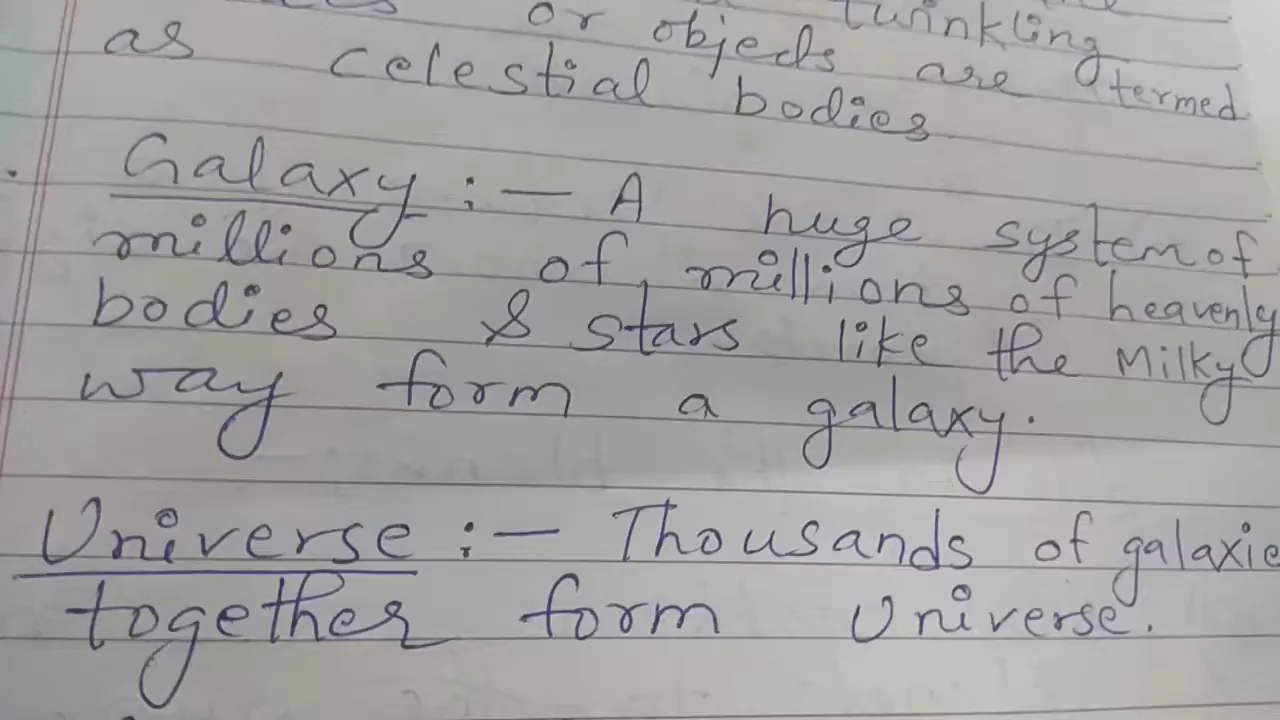 twinkling
or objects are termed
as celestial bodies
Galaxy :- A huge system of
millions of millions of heavenly
bodies & stars like the Milky
way form a galaxy.
Universe :- Thousands of galaxie
together form Universe.